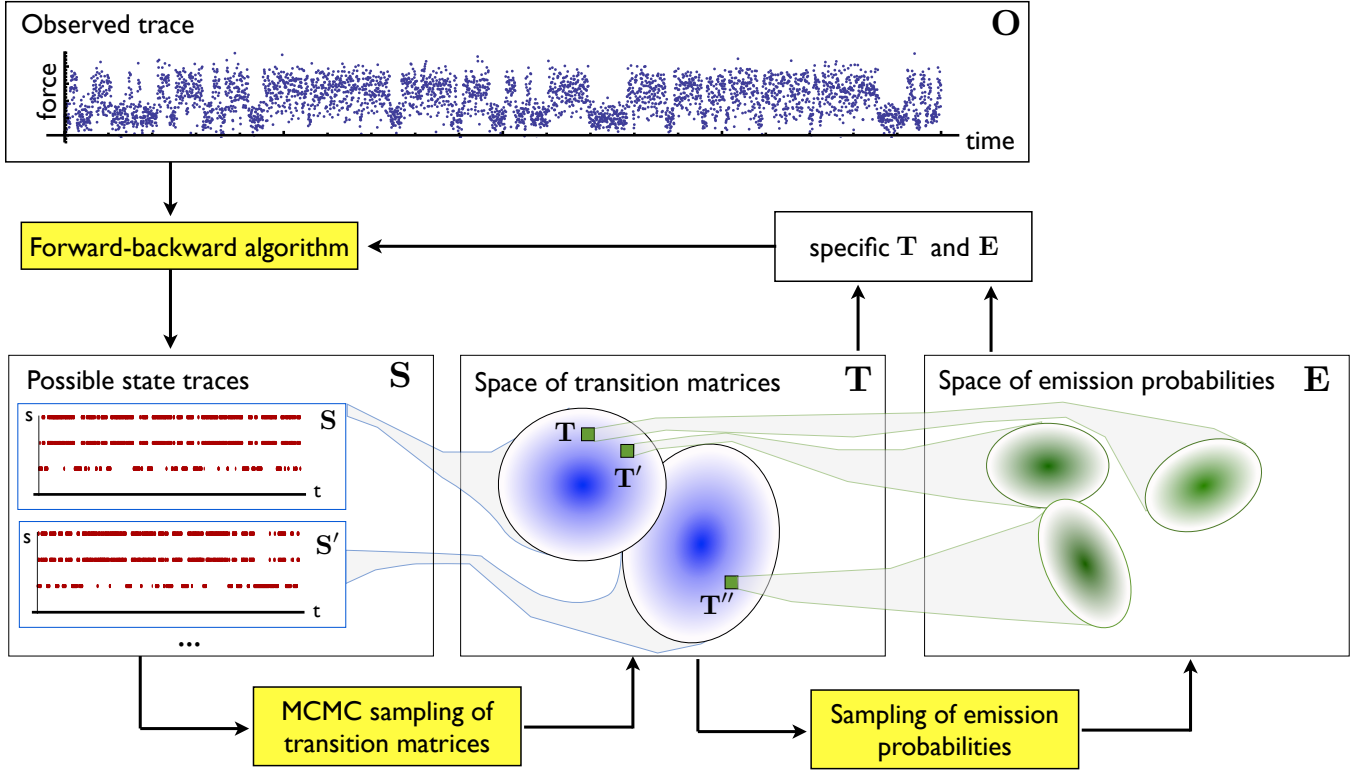 Observed trace
O
force
time
Forward-backward algorithm
specific T and E
Possible state traces
S
s
S
t
s
S′
t
...
Space of transition matrices
T
T
T′
T′′
Space of emission probabilities
E
MCMC sampling of
transition matrices
Sampling of emission
probabilities